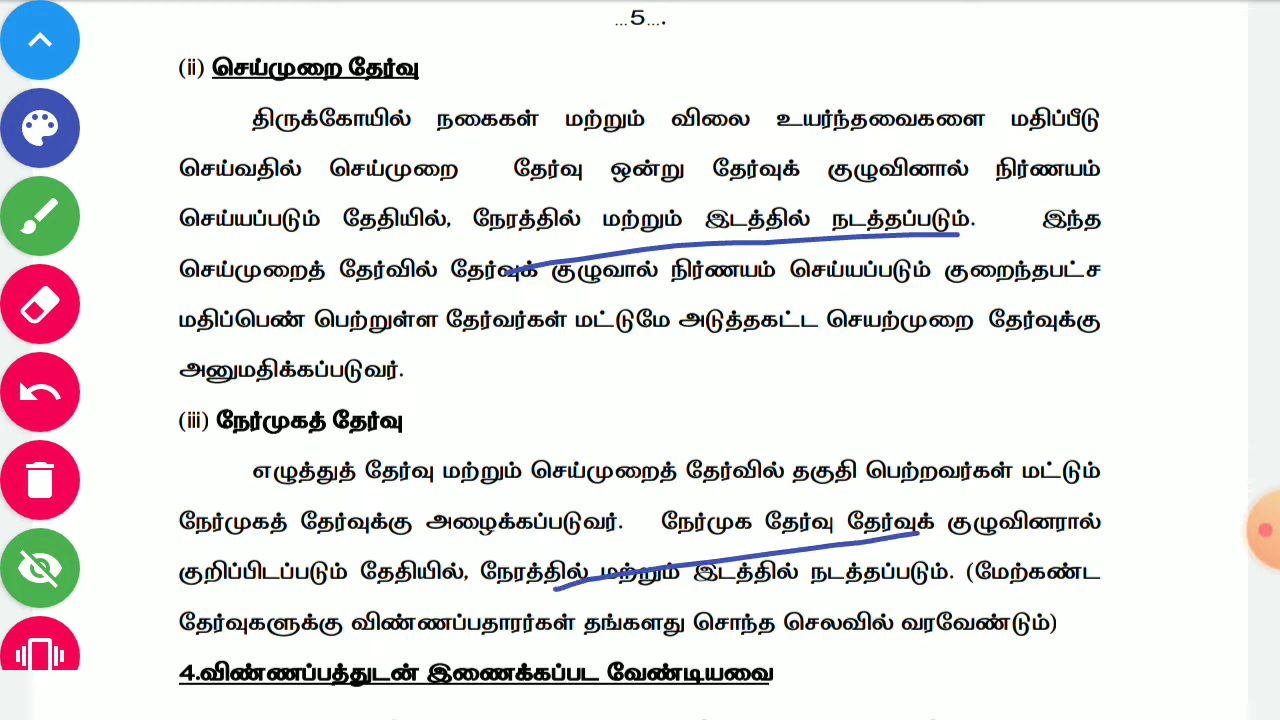 ...5....
(ii) செய்முறை தேர்வு
திருக்கோயில் நகைகள் மற்றும் விலை உயர்ந்தவைகளை மதிப்பீடு
செய்வதில் செய்முறை தேர்வு ஒன்று தேர்வுக் குழுவினால் நிர்ணயம்
செய்யப்படும் தேதியில், நேரத்தில் மற்றும் இடத்தில் நடத்தப்படும். இந்த
செய்முறைத் தேர்வில் தேர்வுக் குழுவால் நிர்ணயம் செய்யப்படும் குறைந்தபட்ச
மதிப்பெண் பெற்றுள்ள தேர்வர்கள் மட்டுமே அடுத்தகட்ட செயற்முறை தேர்வுக்கு
அனுமதிக்கப்படுவர்.
(iii) நேர்முகத் தேர்வு
எழுத்துத் தேர்வு மற்றும் செய்முறைத் தேர்வில் தகுதி பெற்றவர்கள் மட்டும்
நேர்முகத் தேர்வுக்கு அழைக்கப்படுவர். நேர்முக தேர்வு தேர்வுக் குழுவினரால்
குறிப்பிடப்படும் தேதியில், நேரத்தில் மற்றும் இடத்தில் நடத்தப்படும். (மேற்கண்ட
தேர்வுகளுக்கு விண்ணப்பதாரர்கள் தங்களது சொந்த செலவில் வரவேண்டும்)
4.விண்ணப்பத்துடன் இணைக்கப்பட வேண்டியவை